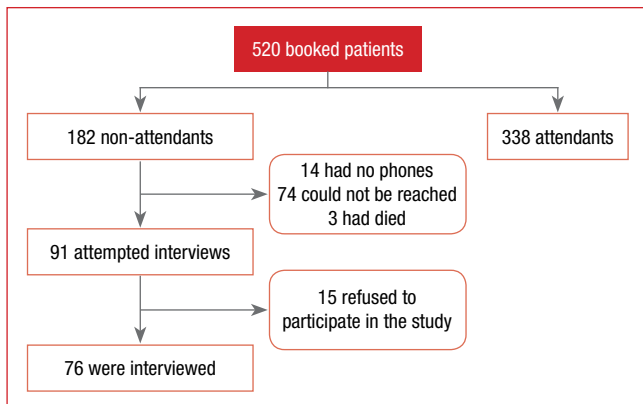 520 booked patients
182 non-attendants
338 attendants
14 had no phones
74 could not be reached
3 had died
91 attempted interviews
15 refused to
participate in the study
76 were interviewed